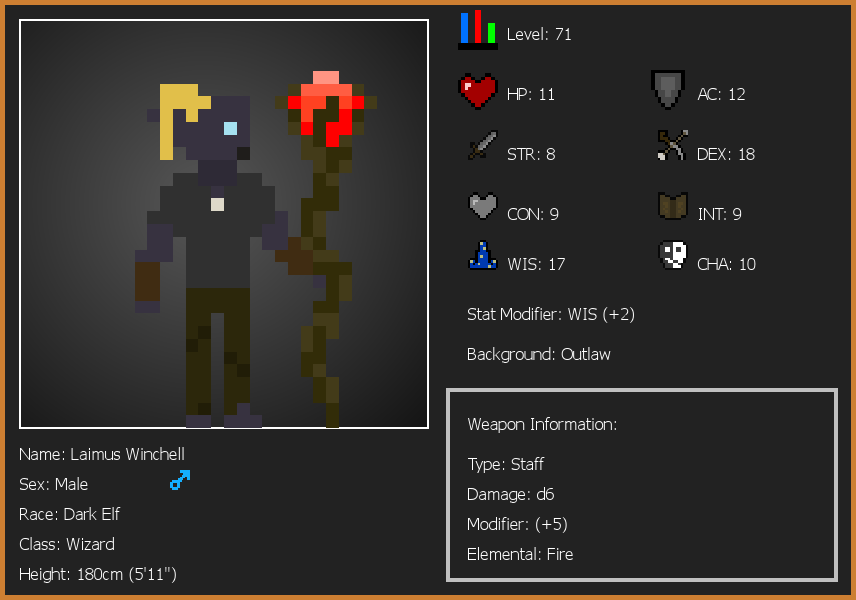 Level: 71
HP: 11
AC: 12
STR: 8
DEX: 18
CON: 9
INT: 9
WIS: 17
CHA: 10
Stat Modifier: WIS (+2)
Background: Outlaw
Weapon Information:
Type: Staff
Damage: d6
Modifier: (+5)
Elemental: Fire
Name: Laimus Winchell
Sex: Male
Race: Dark Elf
Class: Wizard
Height: 180cm (5'11")